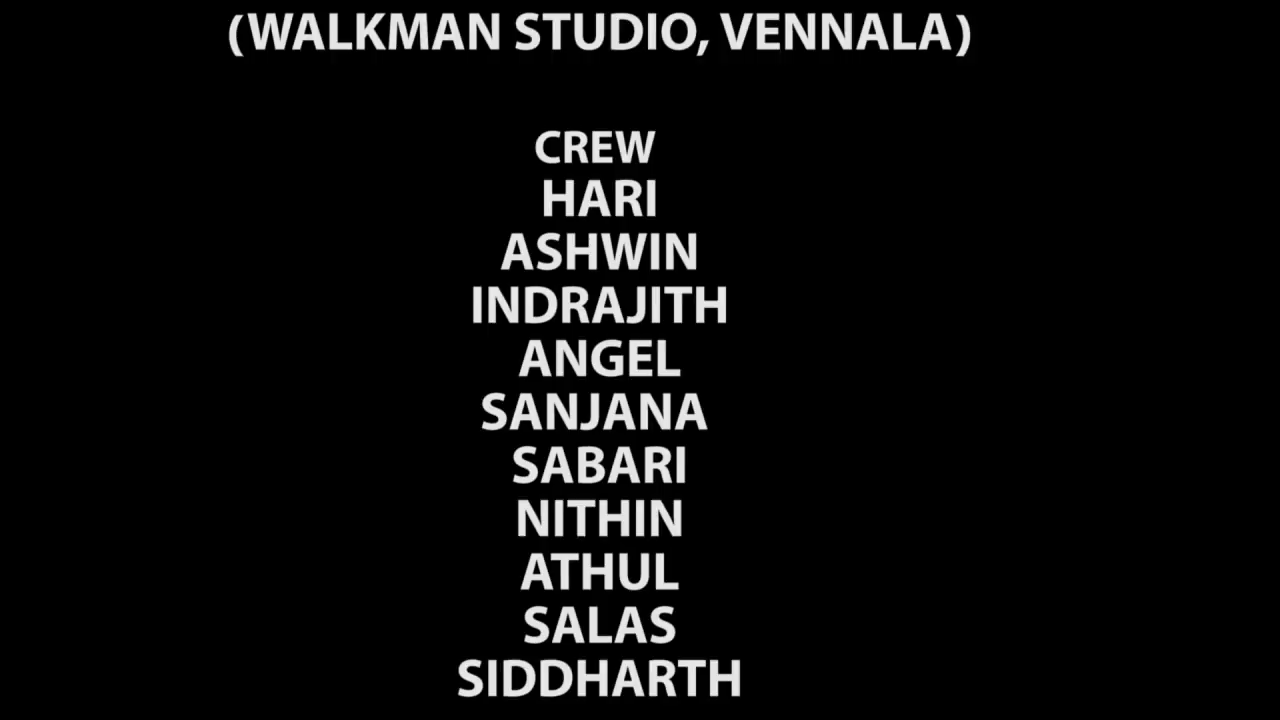 (WALKMAN STUDIO, VENNALA)
CREW
HARI
ASHWIN
INDRAJITH
ANGEL
SANJANA
SABARI
NITHIN
ATHUL
SALAS
SIDDHARTH